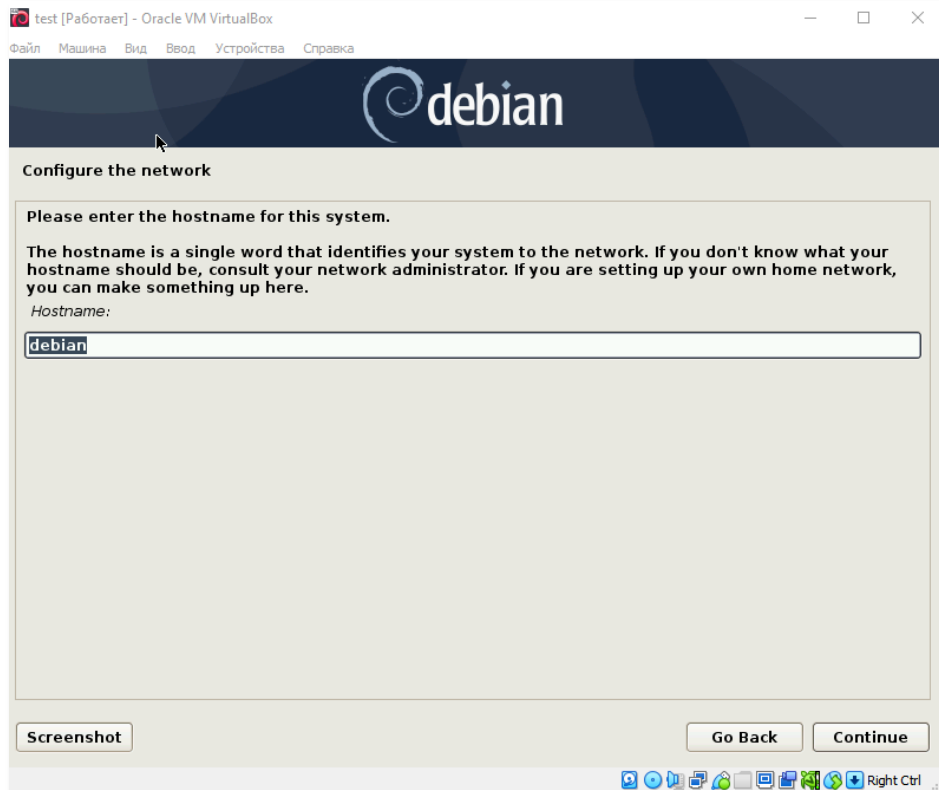 test [Работает] - Oracle VM VirtualBox
Файл Машина Вид Ввод Устройства Справка
debian
Configure the network
Please enter the hostname for this system.
The hostname is a single word that identifies your system to the network. If you don't know what your
hostname should be, consult your network administrator. If you are setting up your own home network,
you can make something up here.
Hostname:
debian
Screenshot Go Back Continue
Right Ctrl